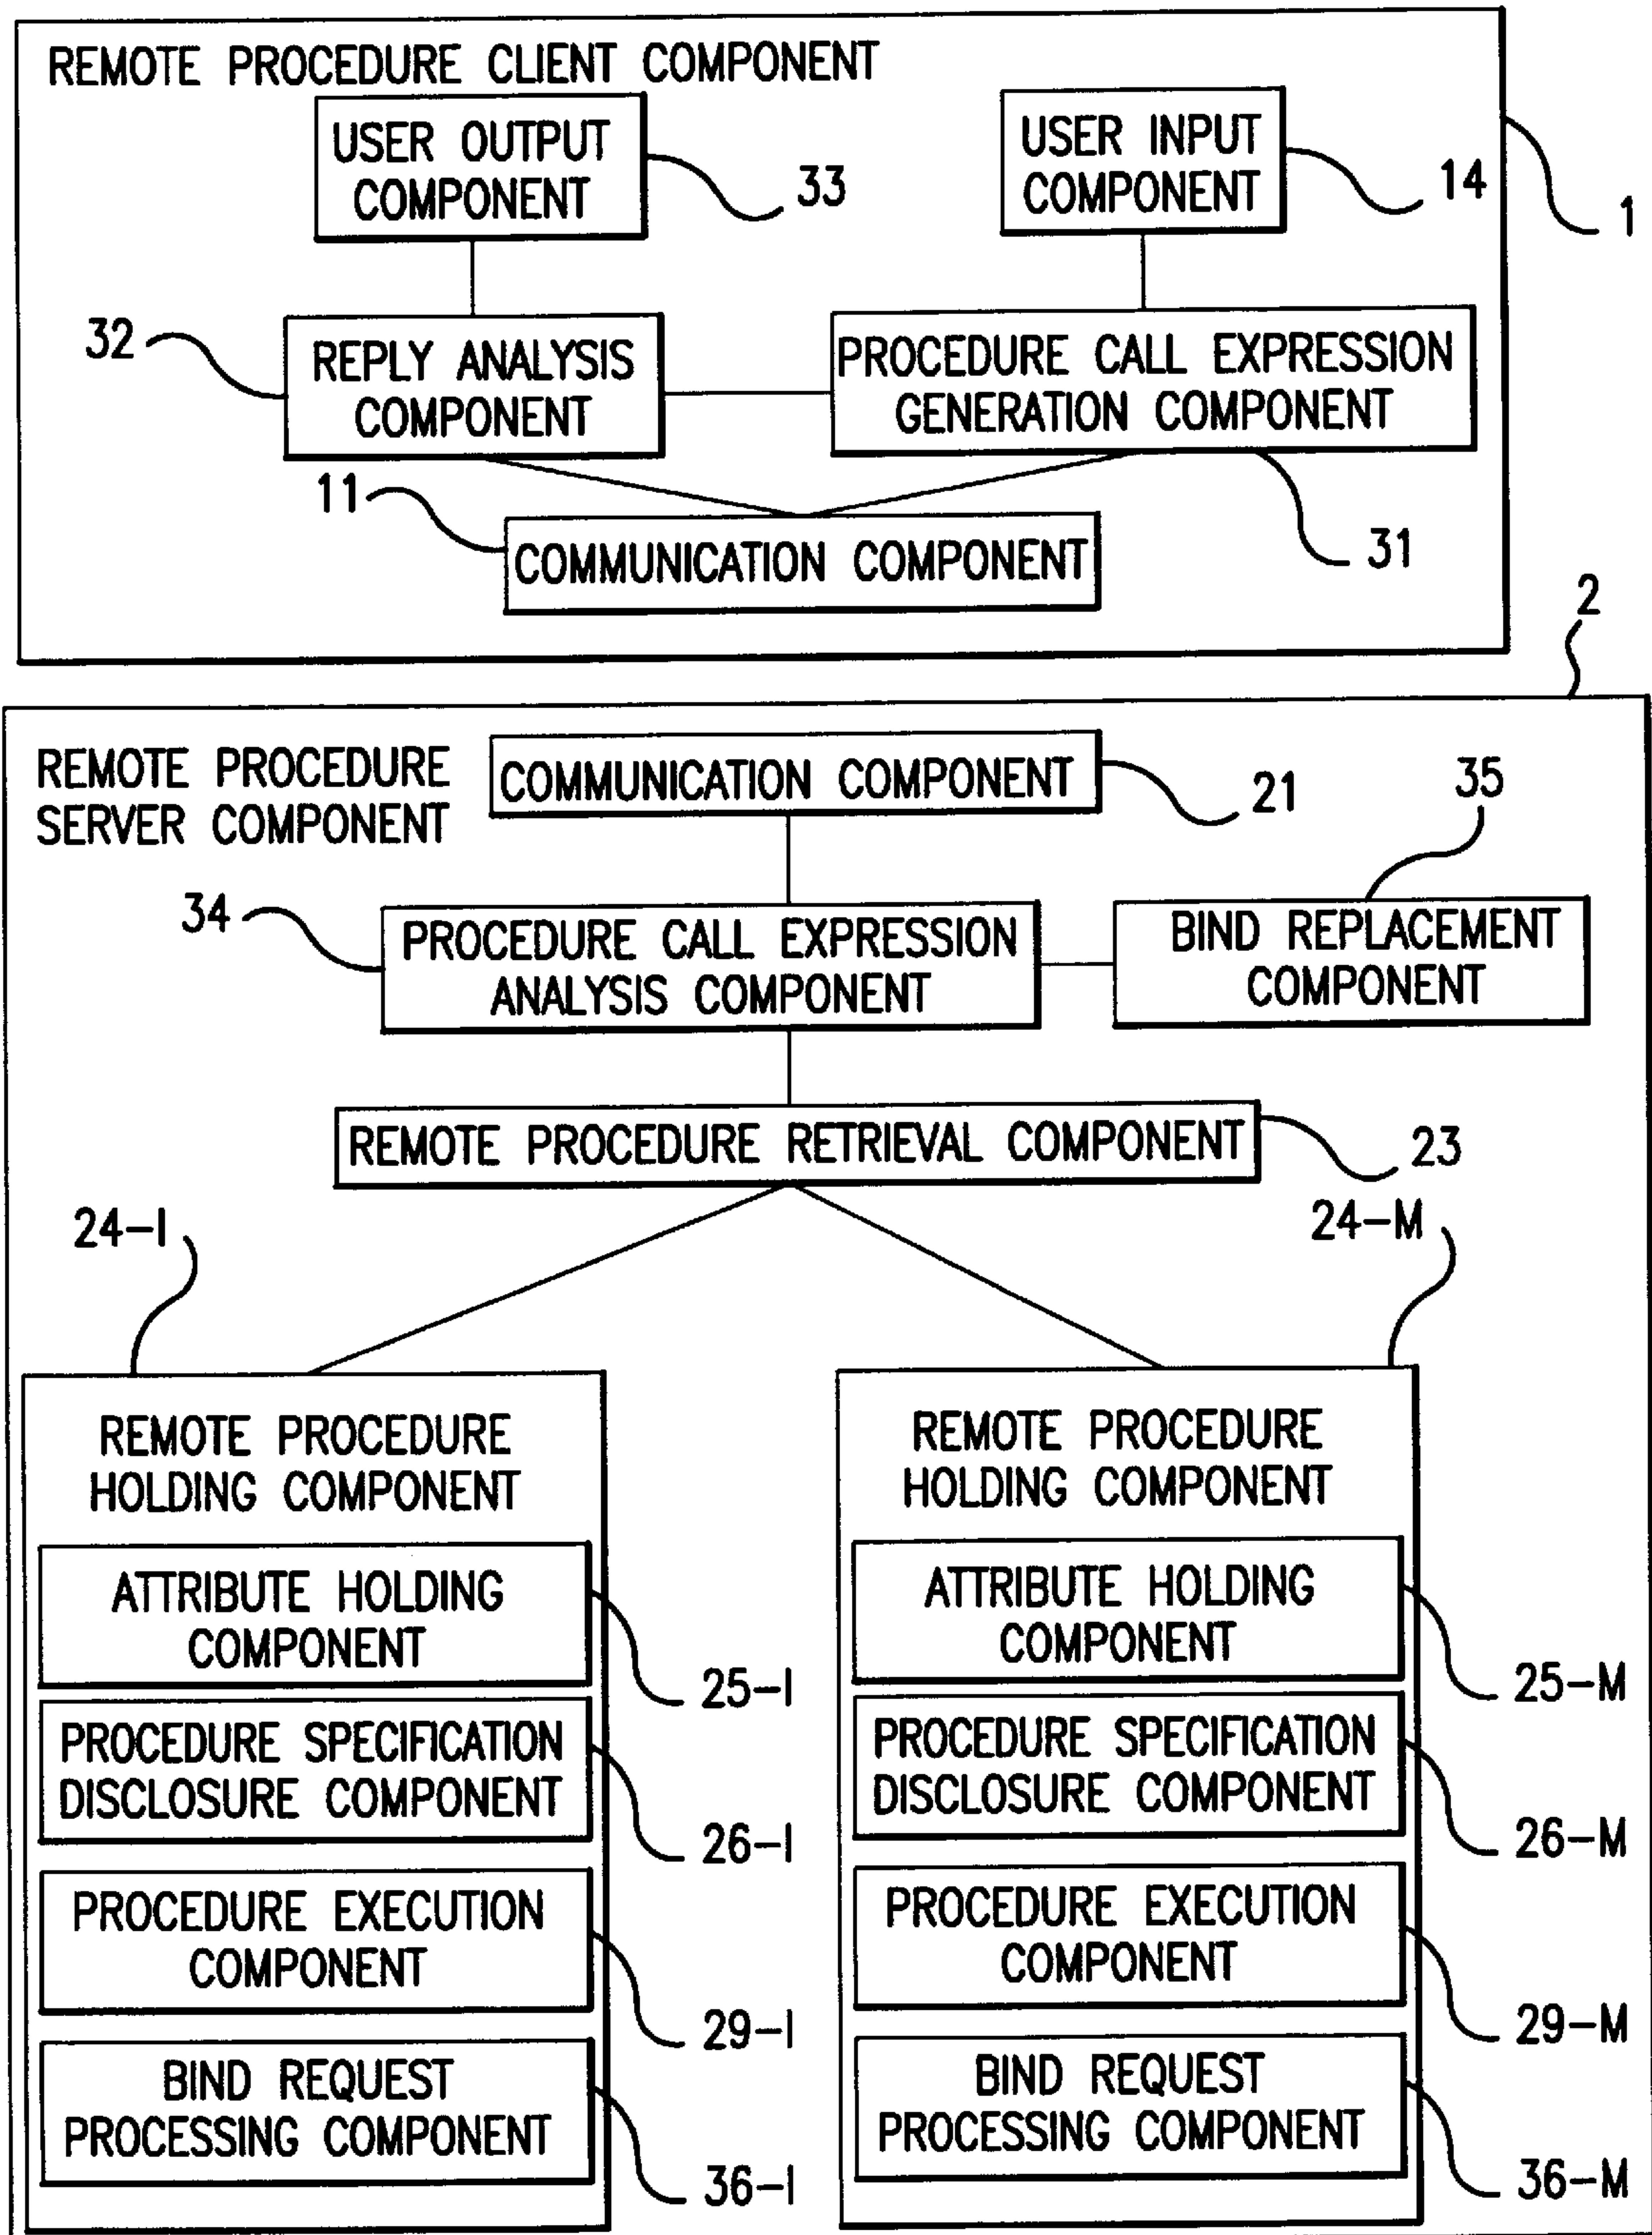 REMOTE PROCEDURE CLIENT COMPONENT
USER OUTPUT
COMPONENT
33
USER INPUT
COMPONENT
14
1
32
REPLY ANALYSIS
COMPONENT
PROCEDURE CALL EXPRESSION
GENERATION COMPONENT
11
COMMUNICATION COMPONENT
31
2
REMOTE PROCEDURE
SERVER COMPONENT
COMMUNICATION COMPONENT
21
35
34
PROCEDURE CALL EXPRESSION
ANALYSIS COMPONENT
BIND REPLACEMENT
COMPONENT
REMOTE PROCEDURE RETRIEVAL COMPONENT
23
24-1
24-M
REMOTE PROCEDURE
HOLDING COMPONENT
ATTRIBUTE HOLDING
COMPONENT
25-1
PROCEDURE SPECIFICATION
DISCLOSURE COMPONENT
26-1
PROCEDURE EXECUTION
COMPONENT
29-1
BIND REQUEST
PROCESSING COMPONENT
36-1
REMOTE PROCEDURE
HOLDING COMPONENT
ATTRIBUTE HOLDING
COMPONENT
25-M
PROCEDURE SPECIFICATION
DISCLOSURE COMPONENT
26-M
PROCEDURE EXECUTION
COMPONENT
29-M
BIND REQUEST
PROCESSING COMPONENT
36-M